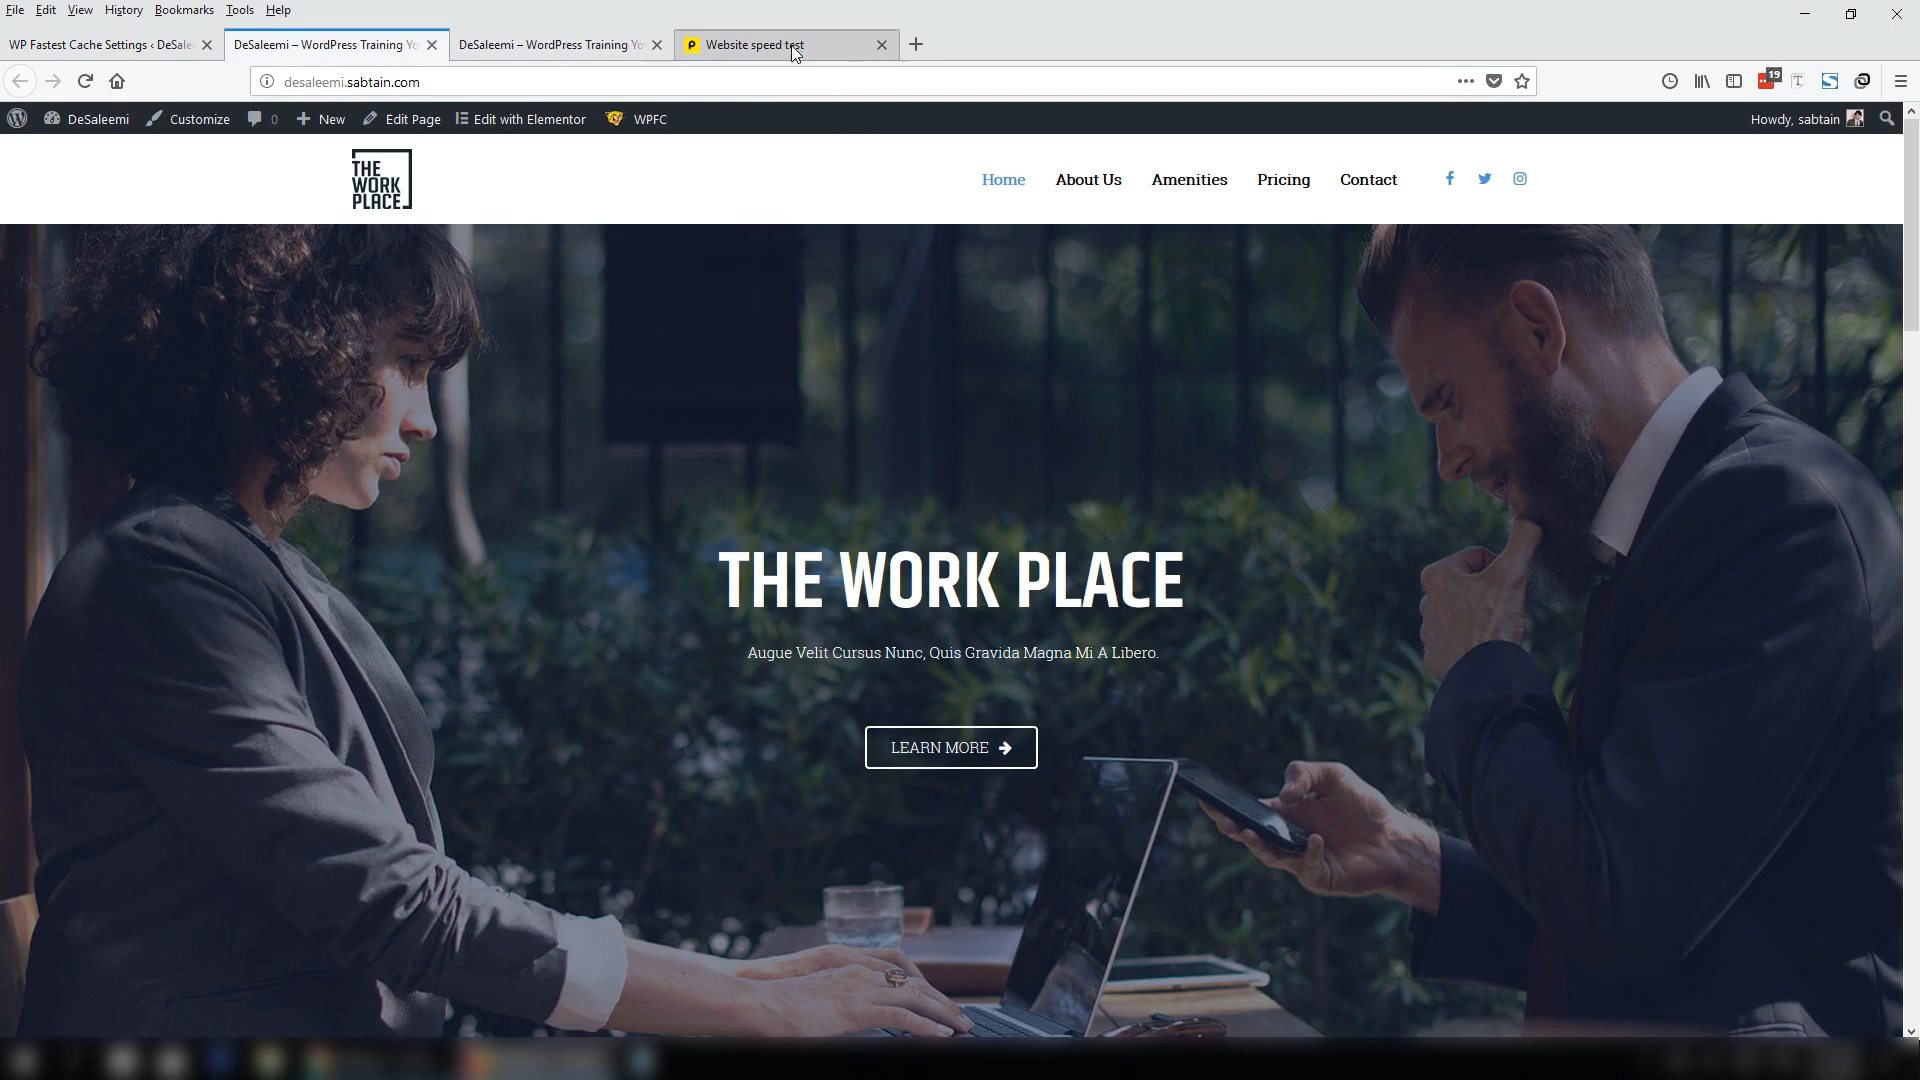 File Edit View History Bookmarks Tools Help
WP Fastest Cache Settings ‹ DeSalee
DeSaleemi – WordPress Training Yo
DeSaleemi – WordPress Training Yo
Website speed test
desaleemi.sabtain.com
19
DeSaleemi Customize 0 New Edit Page Edit with Elementor WPFC Howdy, sabtain
THE
WORK
PLACE
Home About Us Amenities Pricing Contact
THE WORK PLACE
Augue Velit Cursus Nunc, Quis Gravida Magna Mi A Libero.
LEARN MORE